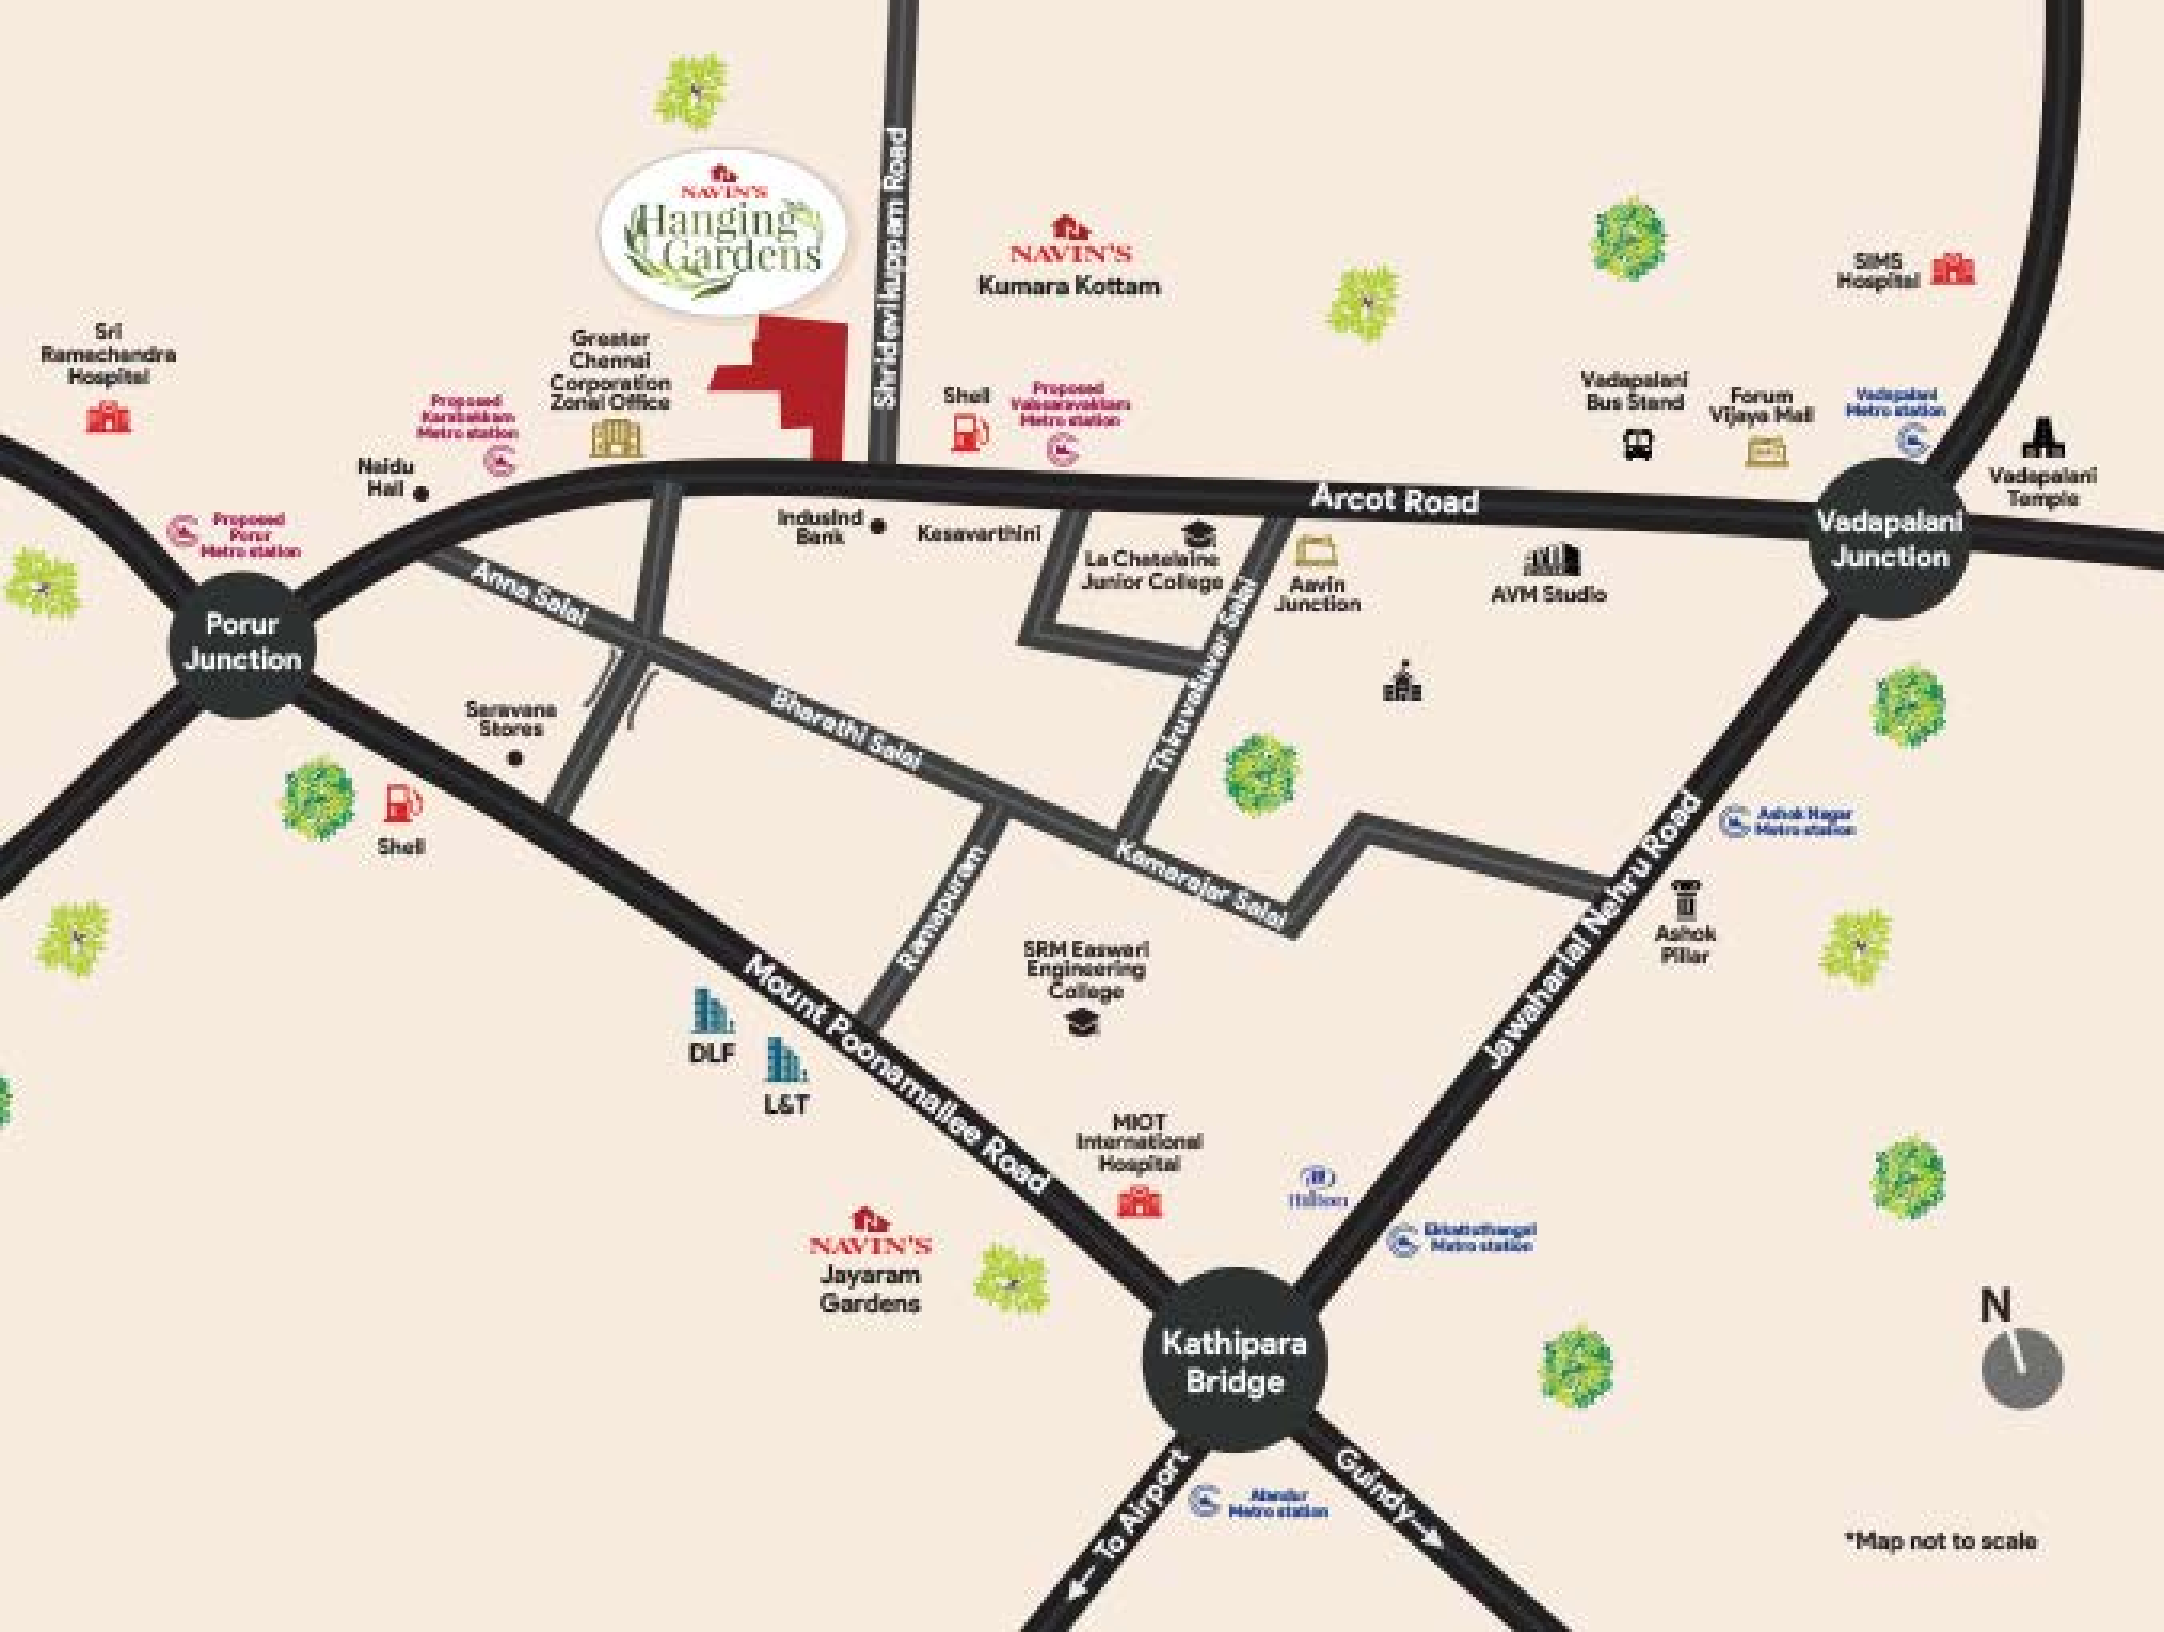 Shridevikuppam Road
NAVIN'S
Hanging
Gardens
NAVIN'S
Kumara Kottam
SIMS
Hospital
Sri
Ramachandra
Hospital
Greater
Chennai
Corporation
Zonal Office
Proposed
Karabakkam
Metro station
Naidu
Hall
Shell
Proposed
Valasaravakkam
Metro station
Vadapalani
Bus Stand
Forum
Vijaya Mall
Vadapalani
Metro station
Vadapalani
Temple
Arcot Road
Vadapalani
Junction
Proposed
Porur
Metro station
IndusInd
Bank
Kesavarthini
La Chatelaine
Junior College
Aavin
Junction
AVM Studio
Anna Salai
Porur
Junction
Thiruvalluvar Salai
Saravana
Stores
Bharathi Salai
Shell
Kamarajar Salai
Ramapuram
Ashok Nagar
Metro station
Jawaharlal Nehru Road
Ashok
Pillar
SRM Easwari
Engineering
College
Mount Poonamallee Road
DLF
L&T
MIOT
International
Hospital
Hilton
Ekkattuthangal
Metro station
NAVIN'S
Jayaram
Gardens
Kathipara
Bridge
N
To Airport
Guindy
Alandur
Metro station
*Map not to scale